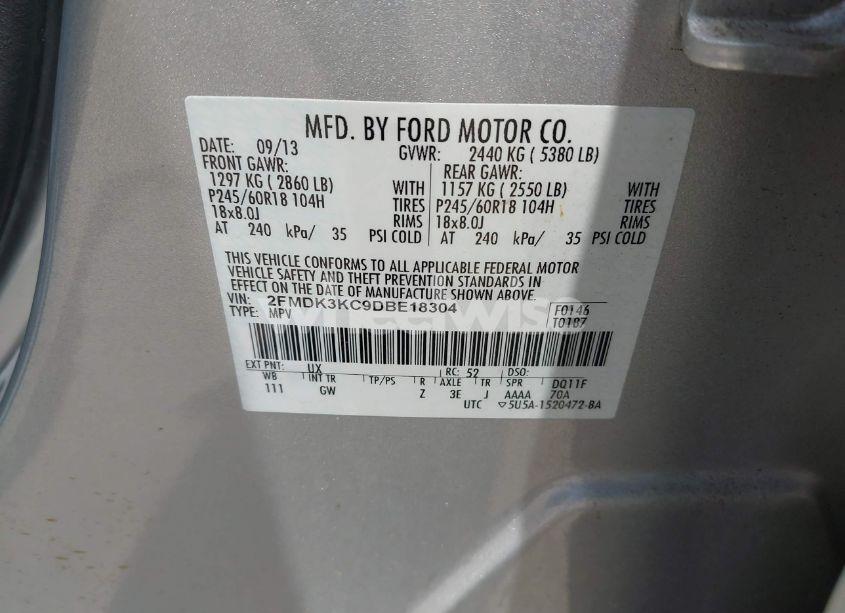 MFD. BY FORD MOTOR CO.
DATE: 09/13 GVWR: 2440 KG ( 5380 LB)
FRONT GAWR: REAR GAWR:
1297 KG ( 2860 LB) WITH 1157 KG ( 2550 LB) WITH
P245/60R18 104H TIRES P245/60R18 104H TIRES
18x8.0J RIMS 18x8.0J RIMS
AT 240 kPa/ 35 PSI COLD AT 240 kPa/ 35 PSI COLD
THIS VEHICLE CONFORMS TO ALL APPLICABLE FEDERAL MOTOR
VEHICLE SAFETY AND THEFT PREVENTION STANDARDS IN
EFFECT ON THE DATE OF MANUFACTURE SHOWN ABOVE.
VIN: 2FMDK3KC9DBE18304 F0146
TYPE: MPV T0187
EXT PNT: UX RC: 52 DSO:
WB INT TR TP/PS R AXLE TR SPR DQ11F
111 GW Z 3E J AAAA 70A
UTC ▽5U5A-1520472-BA